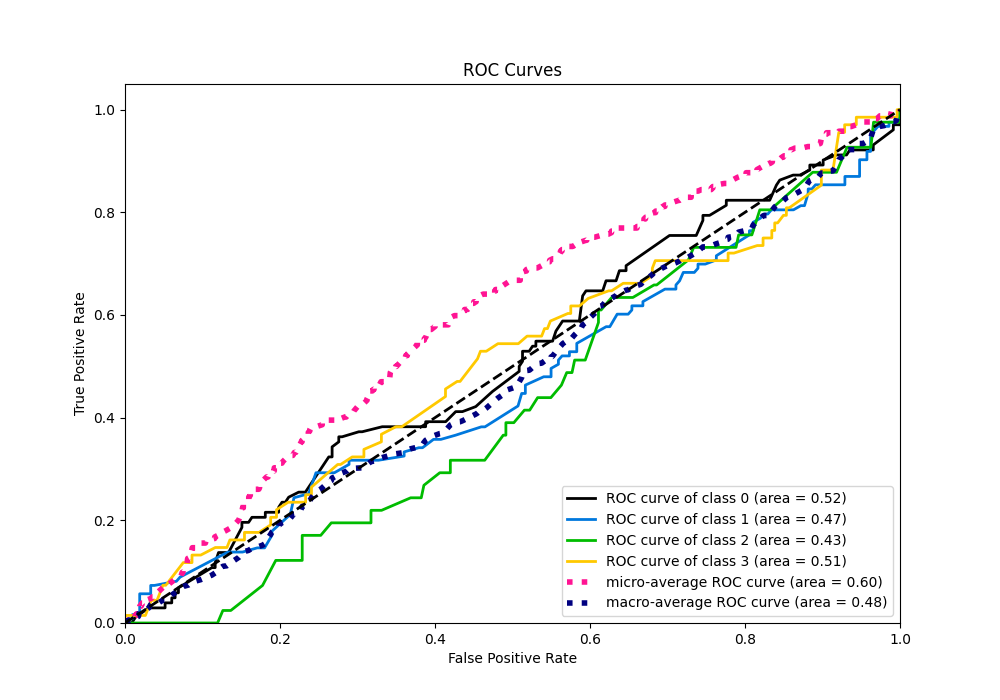 ROC Curves
True Positive Rate
1.0
0.8
0.6
0.4
0.2
0.0
ROC curve of class 0 (area = 0.52)
ROC curve of class 1 (area = 0.47)
ROC curve of class 2 (area = 0.43)
ROC curve of class 3 (area = 0.51)
micro-average ROC curve (area = 0.60)
macro-average ROC curve (area = 0.48)
0.0 0.2 0.4 0.6 0.8 1.0
False Positive Rate